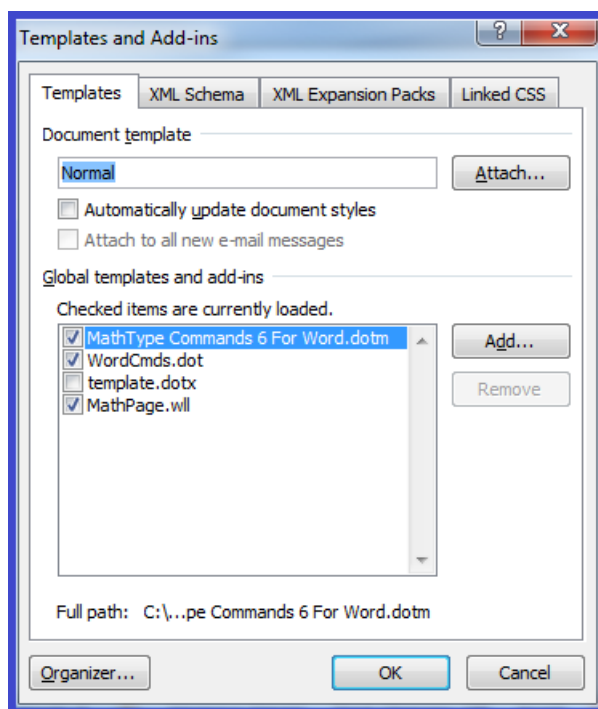 Templates and Add-ins
?
X
Templates XML Schema XML Expansion Packs Linked CSS
Document template
Normal Attach...
Automatically update document styles
Attach to all new e-mail messages
Global templates and add-ins
Checked items are currently loaded.
MathType Commands 6 For Word.dotm Add...
WordCmds.dot
template.dotx Remove
MathPage.wll
Full path: C:\...pe Commands 6 For Word.dotm
Organizer... OK Cancel